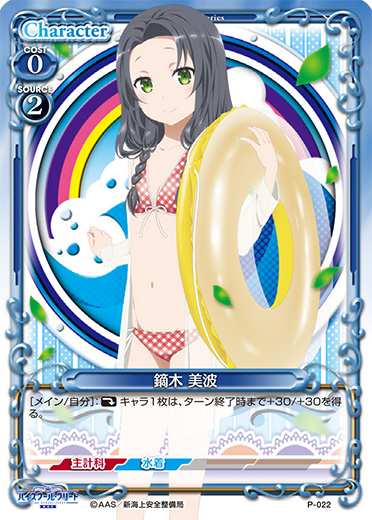 Character
COST
0
SOURCE
2
鏑木 美波
[メイン/自分]: キャラ1枚は、ターン終了時まで+30/+30を得
る。
主計科 水着
ハイスクール・フリート
©AAS/新海上安全整備局 P-022